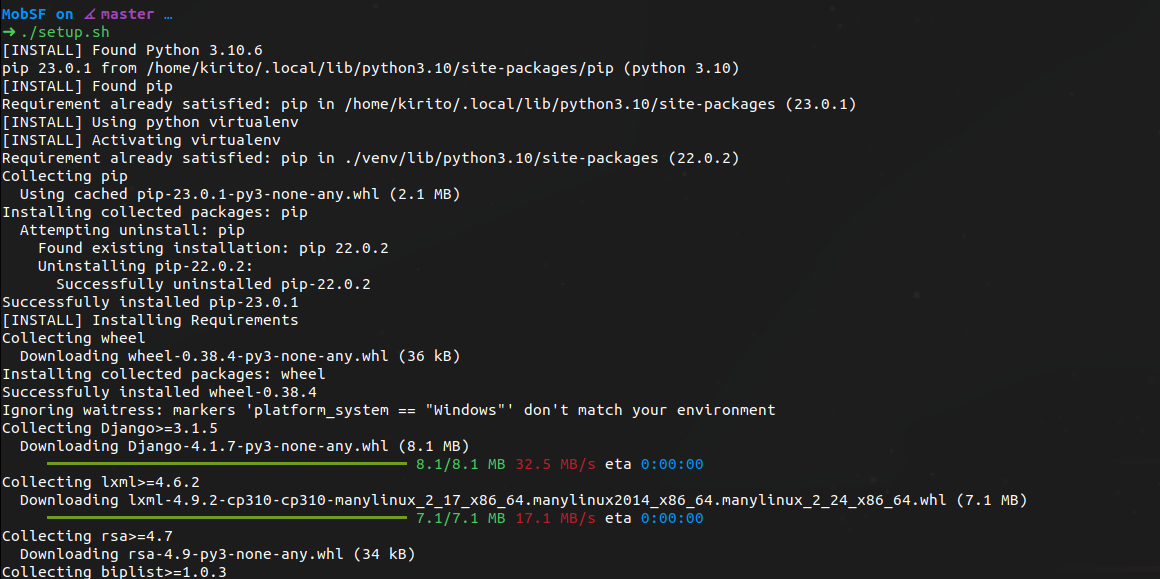 MobSF on ∡ master …
➜ ./setup.sh
[INSTALL] Found Python 3.10.6
pip 23.0.1 from /home/kirito/.local/lib/python3.10/site-packages/pip (python 3.10)
[INSTALL] Found pip
Requirement already satisfied: pip in /home/kirito/.local/lib/python3.10/site-packages (23.0.1)
[INSTALL] Using python virtualenv
[INSTALL] Activating virtualenv
Requirement already satisfied: pip in ./venv/lib/python3.10/site-packages (22.0.2)
Collecting pip
  Using cached pip-23.0.1-py3-none-any.whl (2.1 MB)
Installing collected packages: pip
  Attempting uninstall: pip
    Found existing installation: pip 22.0.2
    Uninstalling pip-22.0.2:
      Successfully uninstalled pip-22.0.2
Successfully installed pip-23.0.1
[INSTALL] Installing Requirements
Collecting wheel
  Downloading wheel-0.38.4-py3-none-any.whl (36 kB)
Installing collected packages: wheel
Successfully installed wheel-0.38.4
Ignoring waitress: markers 'platform_system == "Windows"' don't match your environment
Collecting Django>=3.1.5
  Downloading Django-4.1.7-py3-none-any.whl (8.1 MB)
8.1/8.1 MB 32.5 MB/s eta 0:00:00
Collecting lxml>=4.6.2
  Downloading lxml-4.9.2-cp310-cp310-manylinux_2_17_x86_64.manylinux2014_x86_64.manylinux_2_24_x86_64.whl (7.1 MB)
7.1/7.1 MB 17.1 MB/s eta 0:00:00
Collecting rsa>=4.7
  Downloading rsa-4.9-py3-none-any.whl (34 kB)
Collecting biplist>=1.0.3